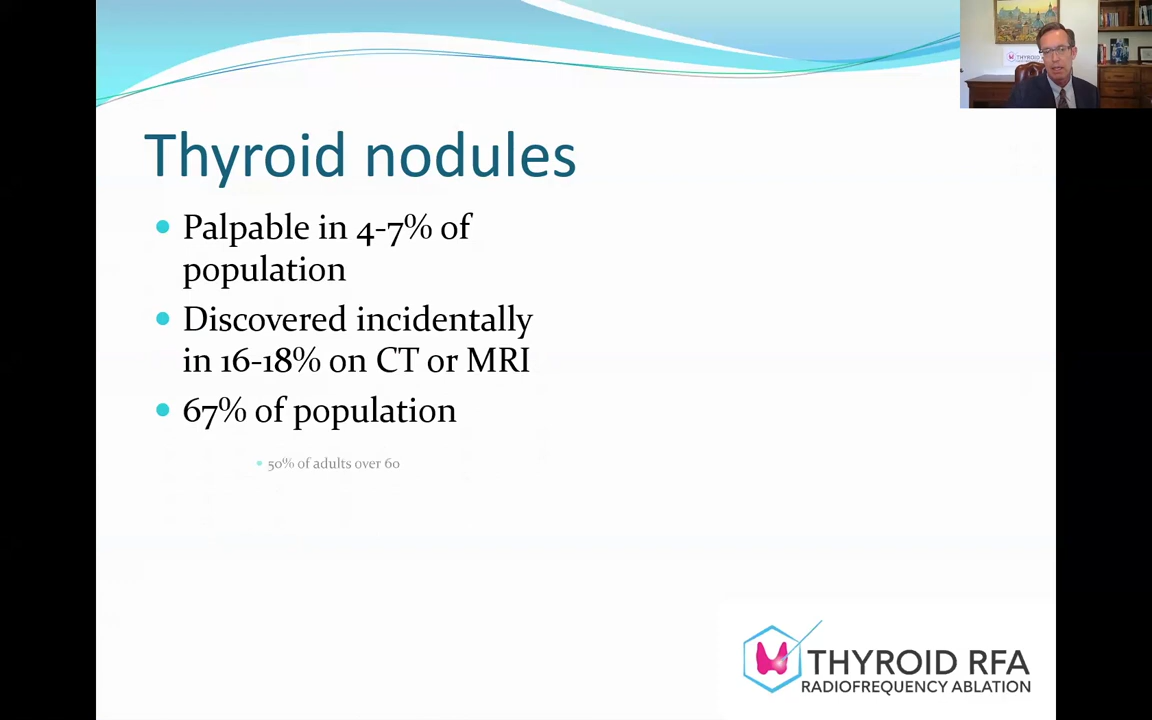 THYROID
Thyroid nodules
Palpable in 4-7% of
population
Discovered incidentally
in 16-18% on CT or MRI
67% of population
50% of adults over 60
THYROID RFA
RADIOFREQUENCY ABLATION